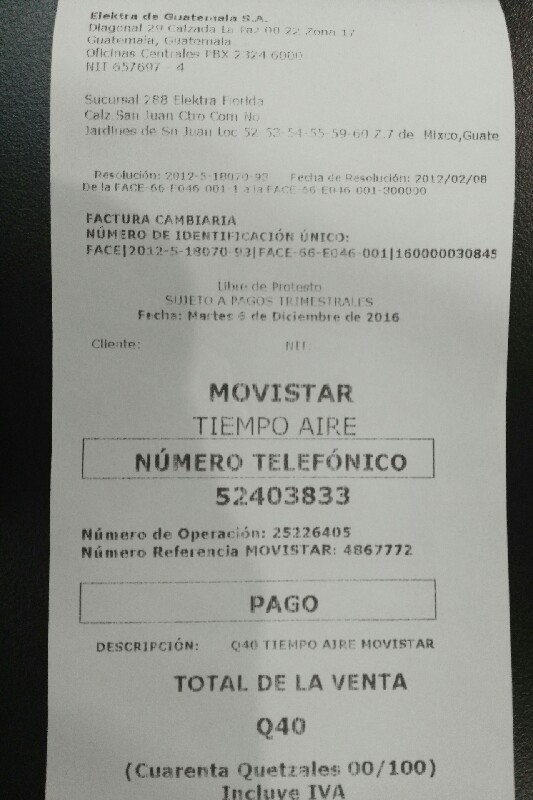 Elektra de Guatemala S.A.
Diagonal 29 Calzada La Paz 00-22 Zona 17
Guatemala, Guatemala
Oficinas Centrales PBX 2324 6000
NIT 657697 - 4
Sucursal 288 Elektra Florida
Calz San Juan Ctro Com No
Jardines de Sn Juan Loc 52-53-54-55-59-60 Z.7 de Mixco,Guate
Resolución: 2012-5-18070-93 Fecha de Resolución: 2012/02/08
De la FACE-66-E046-001-1 a la FACE-66-E046-001-300000
FACTURA CAMBIARIA
NÚMERO DE IDENTIFICACIÓN ÚNICO:
FACE|2012-5-18070-93|FACE-66-E046-001|160000030845
Libre de Protesto
SUJETO A PAGOS TRIMESTRALES
Fecha: Martes 6 de Diciembre de 2016
Cliente: NIT:
MOVISTAR
TIEMPO AIRE
NÚMERO TELEFÓNICO
52403833
Número de Operación: 25226405
Número Referencia MOVISTAR: 4867772
PAGO
DESCRIPCIÓN: Q40 TIEMPO AIRE MOVISTAR
TOTAL DE LA VENTA
Q40
(Cuarenta Quetzales 00/100)
Incluye IVA